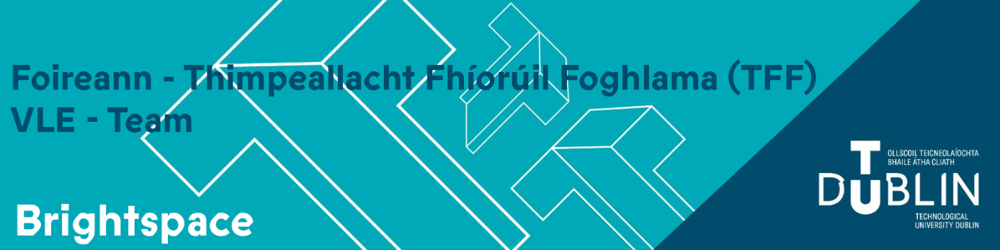 Foireann - Thimpeallacht Fhíorúil Foghlama (TFF)
VLE - Team
Brightspace
OLLSCOIL TEICNEOLAÍOCHTA
BHAILE ÁTHA CLIATH
TU DUBLIN
TECHNOLOGICAL
UNIVERSITY DUBLIN